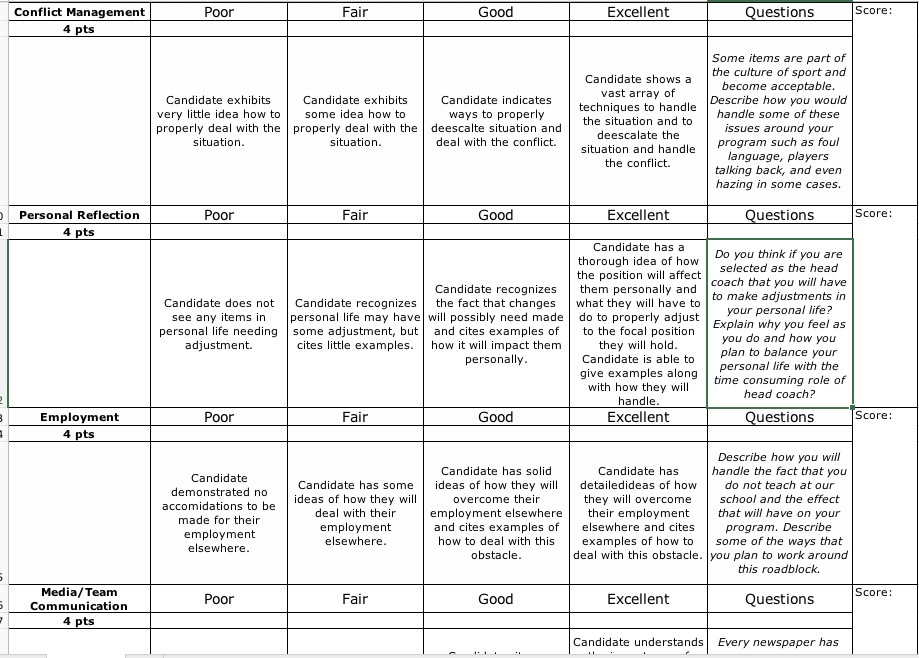 Conflict Management Poor Fair Good Excellent Questions Score:
4 pts
Candidate exhibits
very little idea how to
properly deal with the
situation.
Candidate exhibits
some idea how to
properly deal with the
situation.
Candidate indicates
ways to properly
deescalte situation and
deal with the conflict.
Candidate shows a
vast array of
techniques to handle
the situation and to
deescalate the
situation and handle
the conflict.
Some items are part of
the culture of sport and
become acceptable.
Describe how you would
handle some of these
issues around your
program such as foul
language, players
talking back, and even
hazing in some cases.
Personal Reflection Poor Fair Good Excellent Questions Score:
4 pts
Candidate does not
see any items in
personal life needing
adjustment.
Candidate recognizes
personal life may have
some adjustment, but
cites little examples.
Candidate recognizes
the fact that changes
will possibly need made
and cites examples of
how it will impact them
personally.
Candidate has a
thorough idea of how
the position will affect
them personally and
what they will have to
do to properly adjust
to the focal position
they will hold.
Candidate is able to
give examples along
with how they will
handle.
Do you think if you are
selected as the head
coach that you will have
to make adjustments in
your personal life?
Explain why you feel as
you do and how you
plan to balance your
personal life with the
time consuming role of
head coach?
Employment Poor Fair Good Excellent Questions Score:
4 pts
Candidate
demonstrated no
accomidations to be
made for their
employment
elsewhere.
Candidate has some
ideas of how they will
deal with their
employment
elsewhere.
Candidate has solid
ideas of how they will
overcome their
employment elsewhere
and cites examples of
how to deal with this
obstacle.
Candidate has
detailedideas of how
they will overcome
their employment
elsewhere and cites
examples of how to
deal with this obstacle.
Describe how you will
handle the fact that you
do not teach at our
school and the effect
that will have on your
program. Describe
some of the ways that
you plan to work around
this roadblock.
Media/Team
Communication
Poor Fair Good Excellent Questions Score:
4 pts
Candidate understands
Every newspaper has